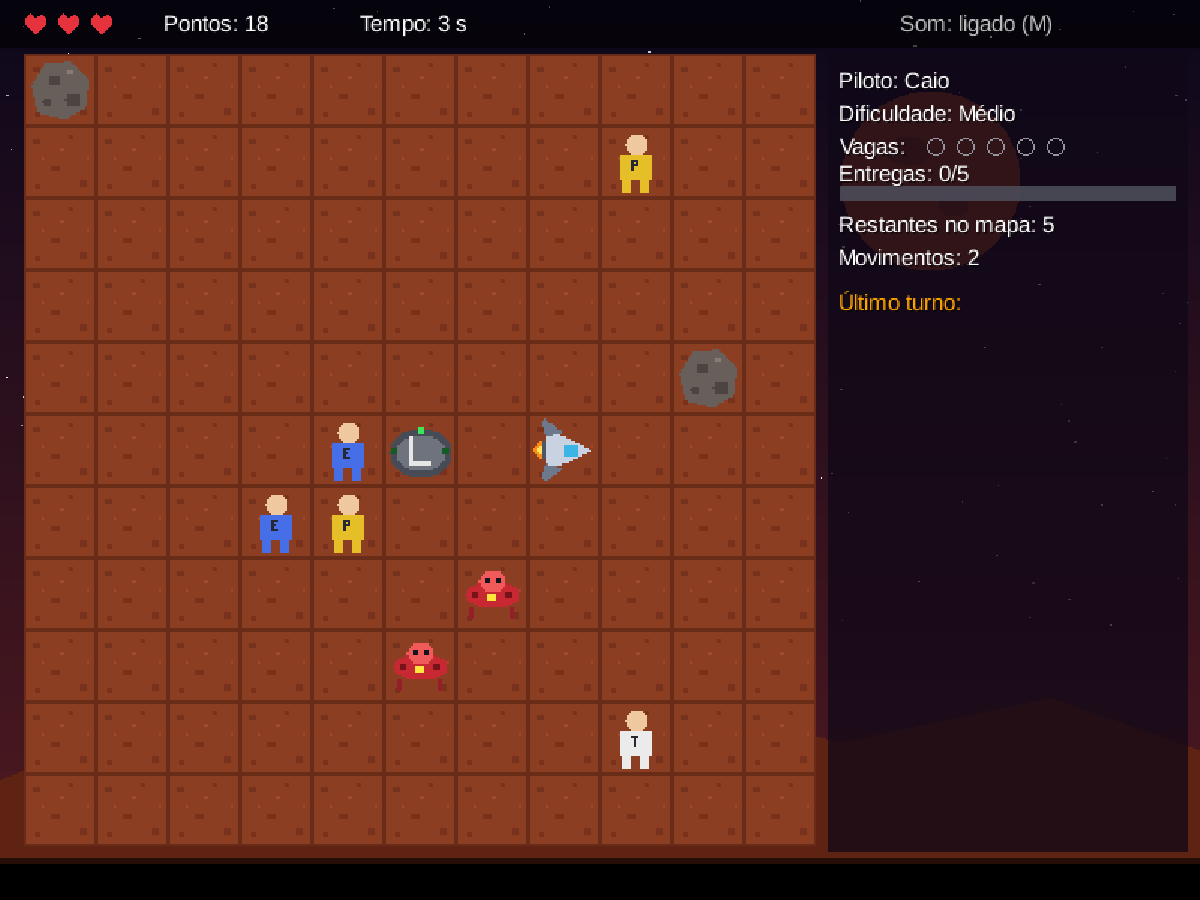 Pontos: 18 Tempo: 3 s Som: ligado (M)
Piloto: Caio
Dificuldade: Médio
Vagas:
Entregas: 0/5
Restantes no mapa: 5
Movimentos: 2
Último turno:
P
E L
E P
T